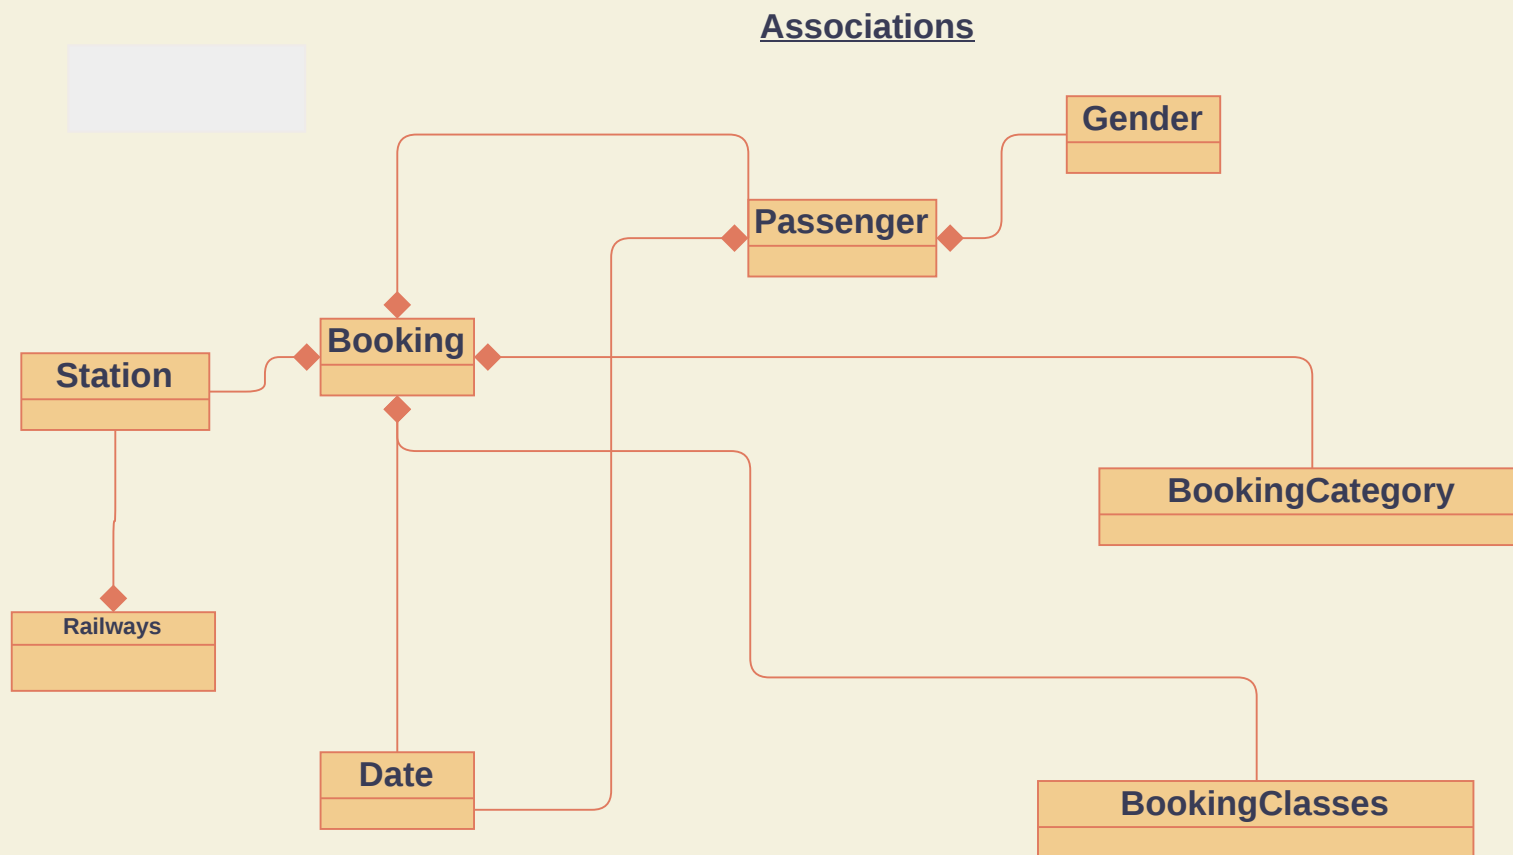 Associations
Gender
Passenger
Booking
Station
BookingCategory
Railways
Date
BookingClasses